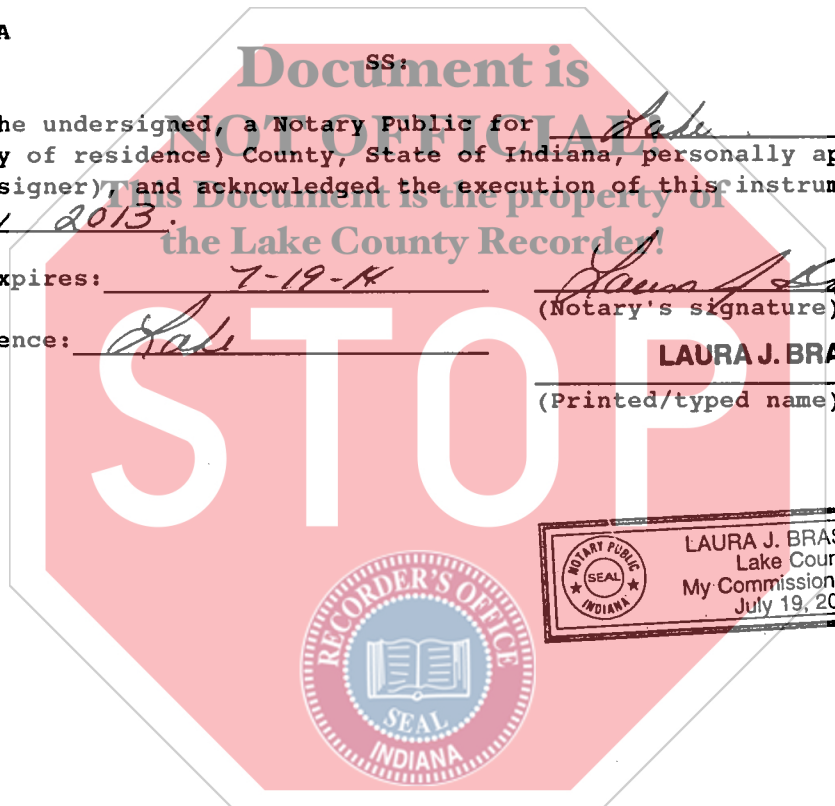 A
Document is
SS:
he undersigned, a Notary Public for Lake
NOT OFFICIAL!
y of residence) County, State of Indiana, personally ap
signer), and acknowledged the execution of this instrum
This Document is the property of
2013.
the Lake County Recorder!
xpires: 7-19-14
(Notary's signature)
ence: Lake
LAURA J. BRA
(Printed/typed name)
STOP
NOTARY PUBLIC
SEAL
INDIANA
LAURA J. BRAS
Lake Coun
My Commission
July 19, 20
RECORDER'S OFFICE
SEAL
INDIANA